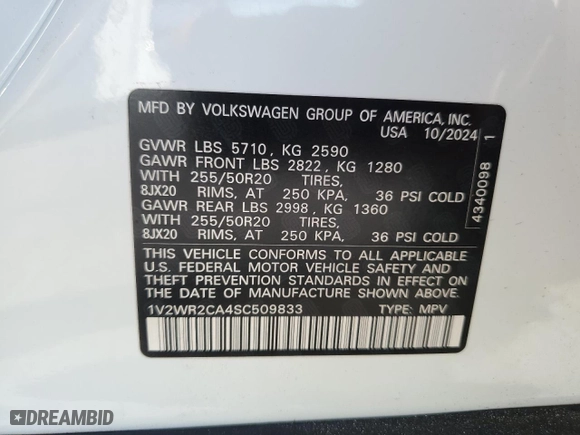 MFD BY VOLKSWAGEN GROUP OF AMERICA, INC.
USA 10/2024
GVWR LBS 5710, KG 2590
GAWR FRONT LBS 2822, KG 1280
WITH 255/50R20 TIRES,
8JX20 RIMS, AT 250 KPA, 36 PSI COLD
GAWR REAR LBS 2998, KG 1360
WITH 255/50R20 TIRES,
8JX20 RIMS, AT 250 KPA, 36 PSI COLD
THIS VEHICLE CONFORMS TO ALL APPLICABLE
U.S. FEDERAL MOTOR VEHICLE SAFETY AND
THEFT PREVENTION STANDARDS IN EFFECT ON
THE DATE OF MANUFACTURE SHOWN ABOVE.
1V2WR2CA4SC509833 TYPE: MPV
4340098 1
DREAMBID